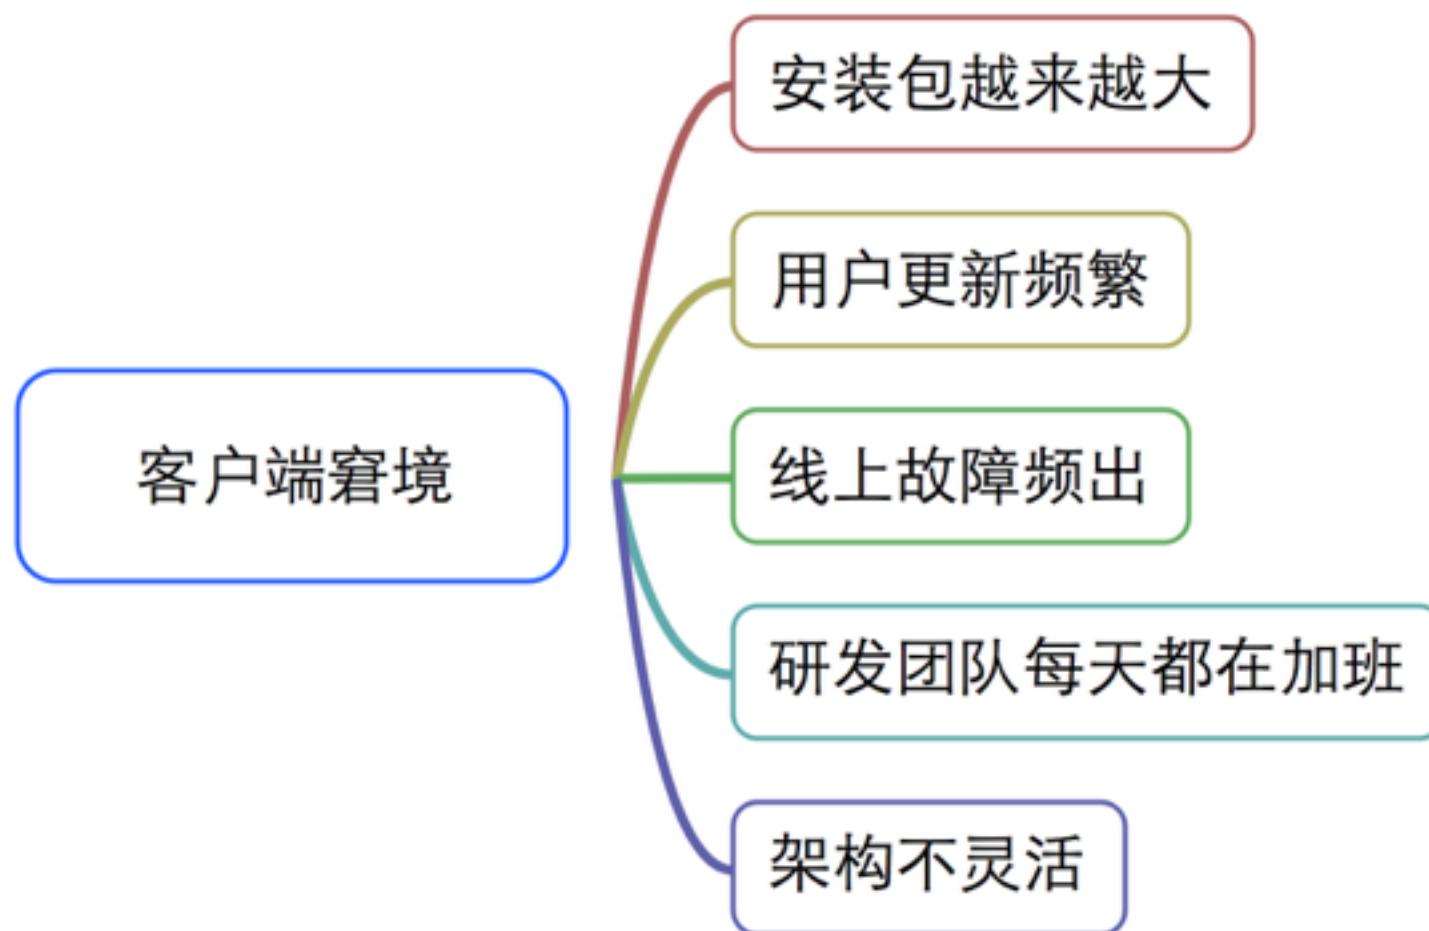 安装包越来越大
用户更新频繁
客户端窘境
线上故障频出
研发团队每天都在加班
架构不灵活